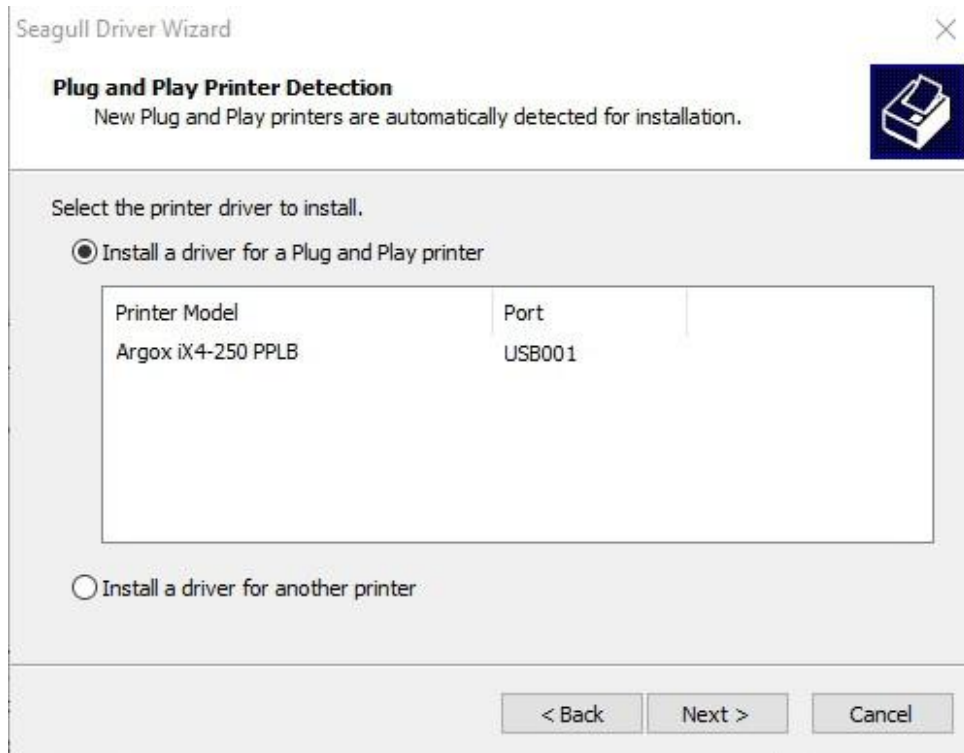 Seagull Driver Wizard
Plug and Play Printer Detection
New Plug and Play printers are automatically detected for installation.
Select the printer driver to install.
Install a driver for a Plug and Play printer
Printer Model Port
Argox iX4-250 PPLB USB001
Install a driver for another printer
< Back Next > Cancel